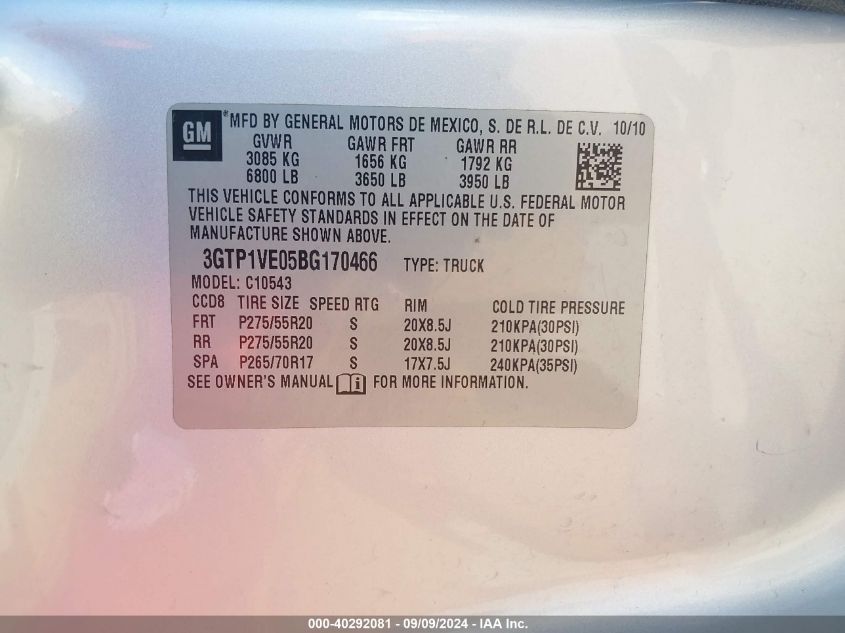 GM *MFD BY GENERAL MOTORS DE MEXICO, S. DE R.L. DE C.V. 10/10
GVWR GAWR FRT GAWR RR
3085 KG 1656 KG 1792 KG
6800 LB 3650 LB 3950 LB
THIS VEHICLE CONFORMS TO ALL APPLICABLE U.S. FEDERAL MOTOR
VEHICLE SAFETY STANDARDS IN EFFECT ON THE DATE OF
MANUFACTURE SHOWN ABOVE.
3GTP1VE05BG170466 TYPE: TRUCK
MODEL: C10543
CCD8 TIRE SIZE SPEED RTG RIM COLD TIRE PRESSURE
FRT P275/55R20 S 20X8.5J 210KPA(30PSI)
RR P275/55R20 S 20X8.5J 210KPA(30PSI)
SPA P265/70R17 S 17X7.5J 240KPA(35PSI)
SEE OWNER'S MANUAL FOR MORE INFORMATION.
000-40292081 - 09/09/2024 - IAA Inc.